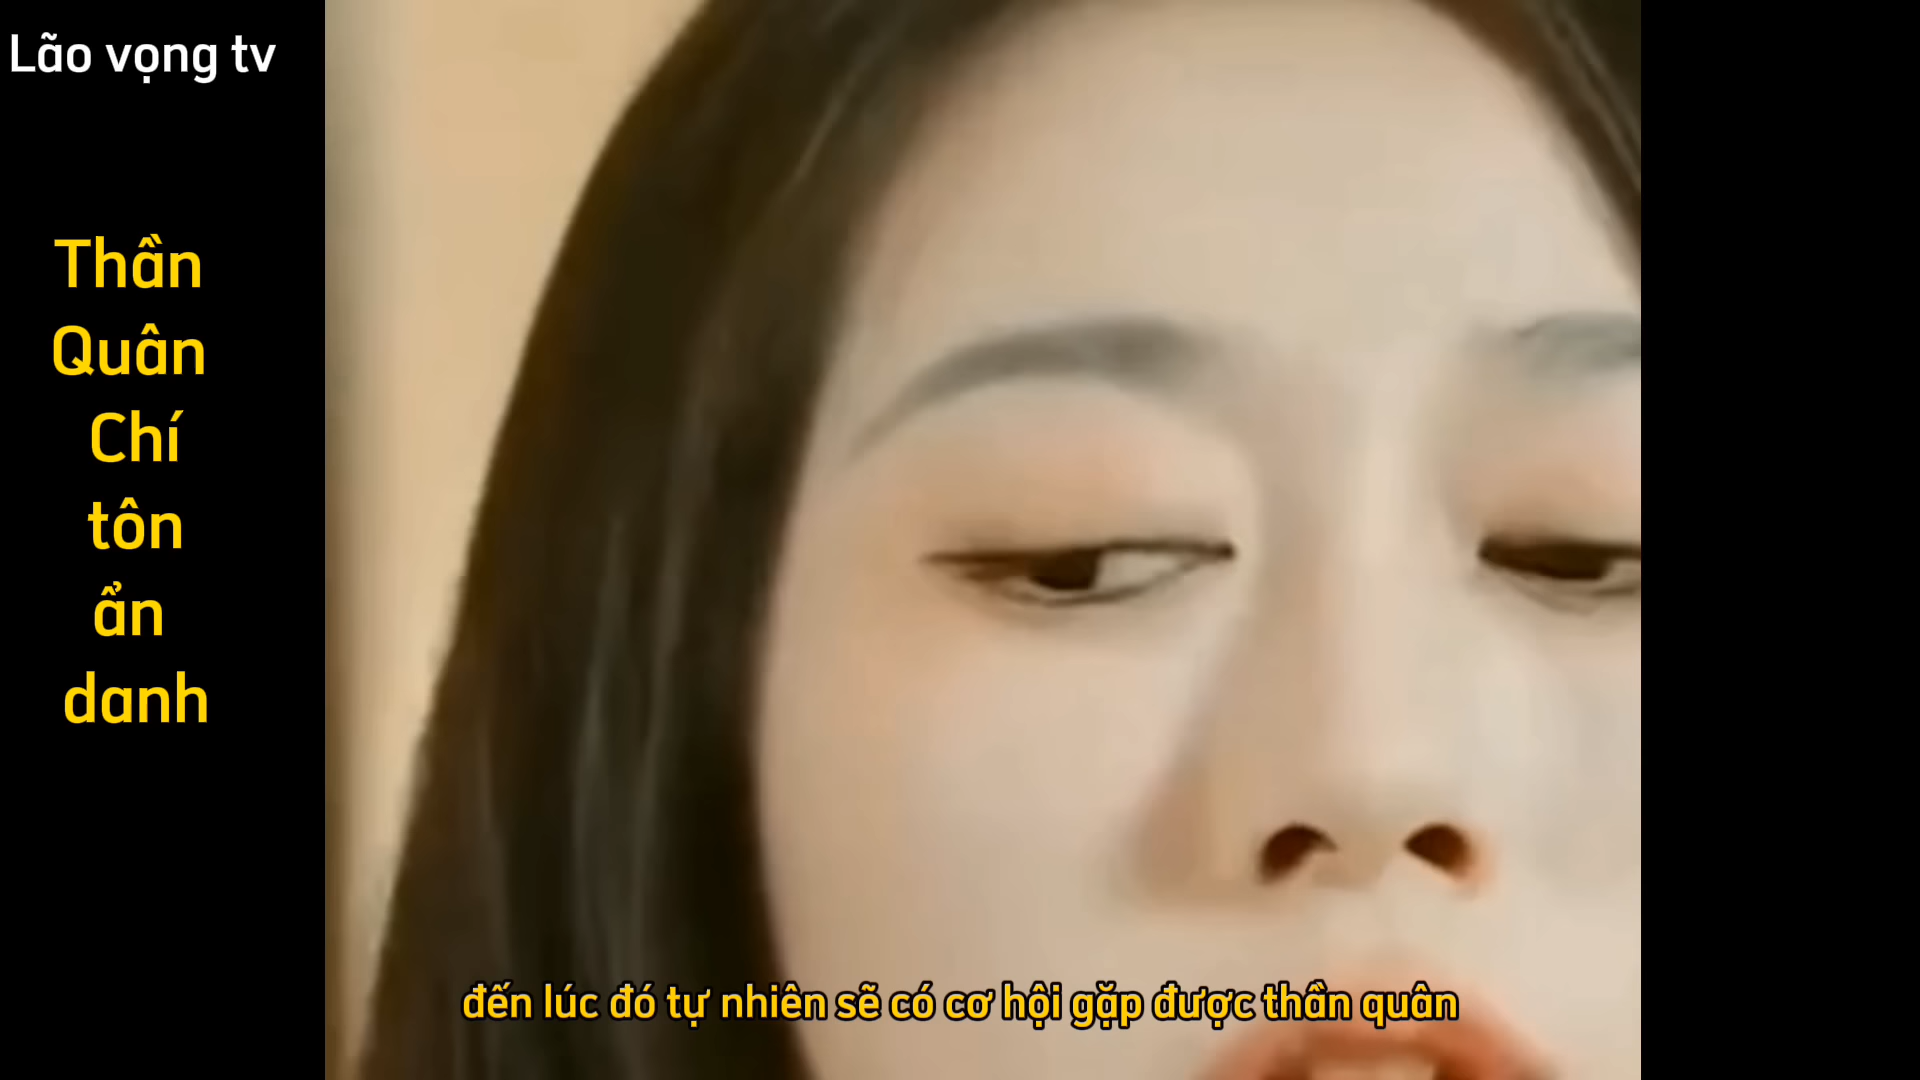 Lão vọng tv
Thần
Quân
Chí
tôn
ẩn
danh
đến lúc đó tự nhiên sẽ có cơ hội gặp được thần quân